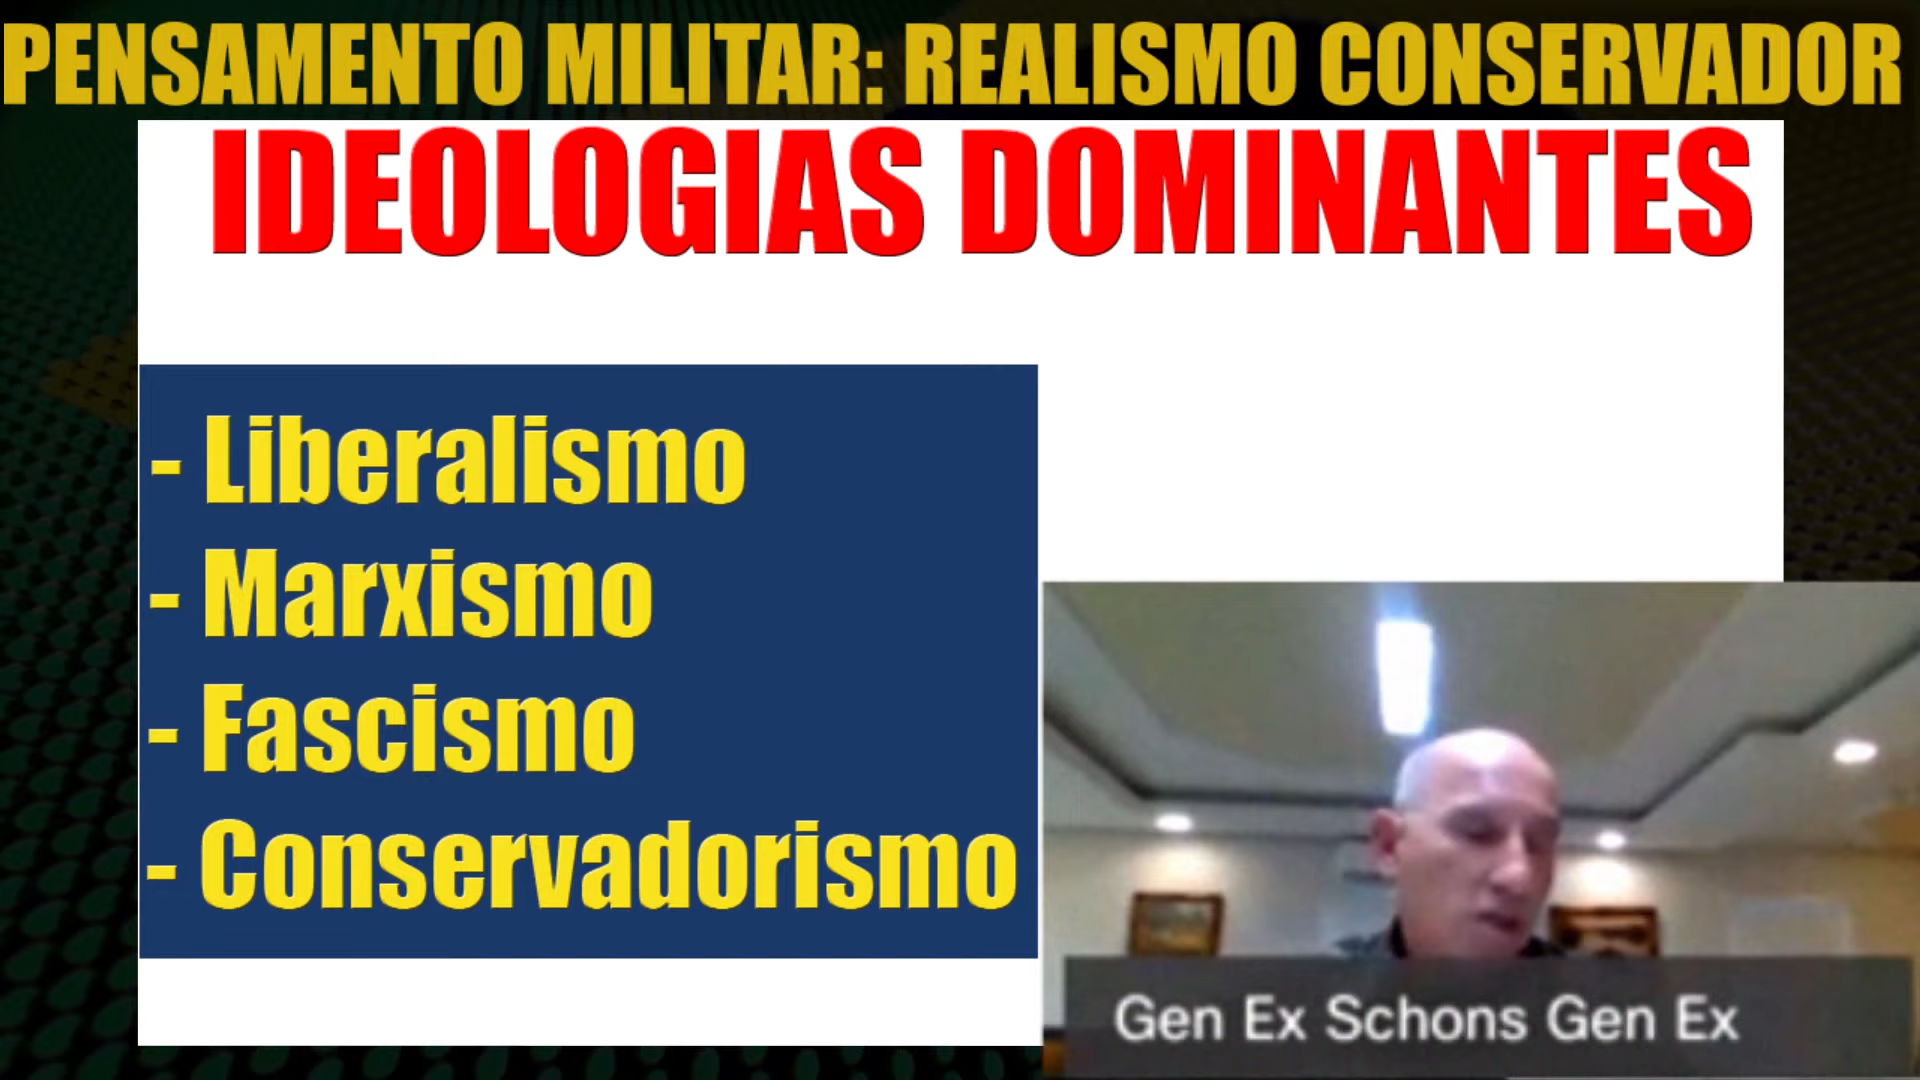 PENSAMENTO MILITAR: REALISMO CONSERVADOR
IDEOLOGIAS DOMINANTES
- Liberalismo
- Marxismo
- Fascismo
- Conservadorismo
Gen Ex Schons Gen Ex